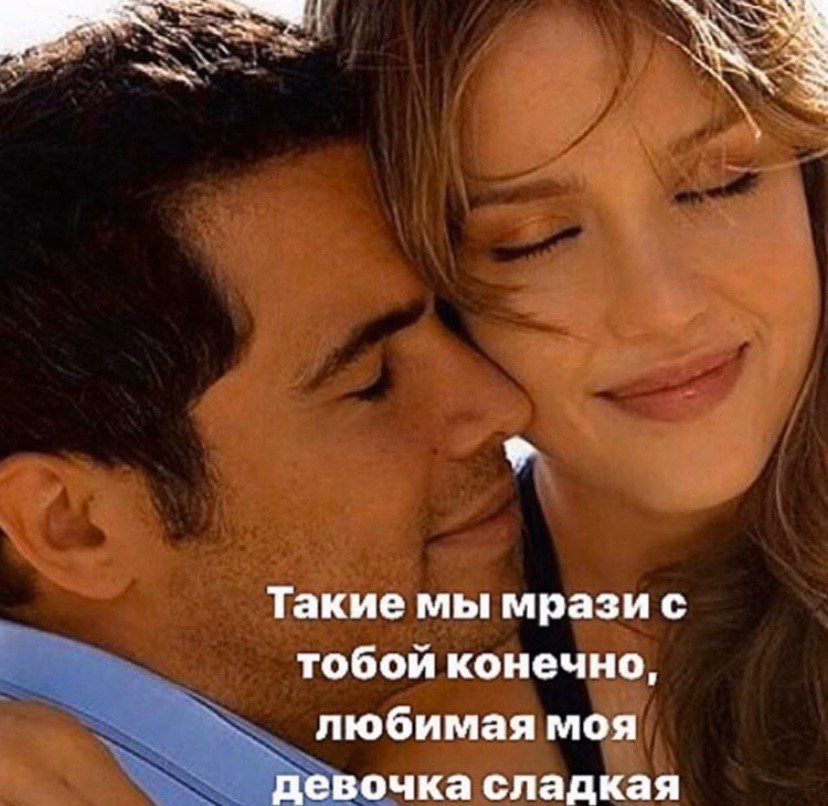 Такие мы мрази с
тобой конечно,
любимая моя
девочка сладкая